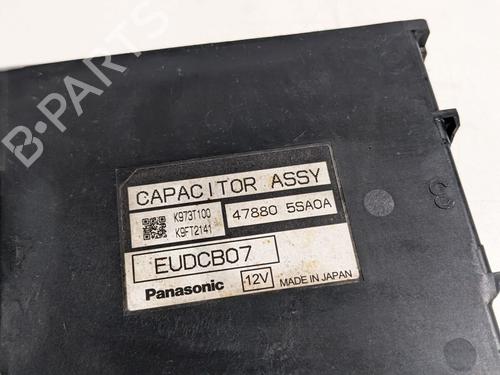 B-PARTS
CAPACITOR ASSY
K973T100
K9FT2141
47880 5SA0A
EUDCB07
Panasonic 12V MADE IN JAPAN